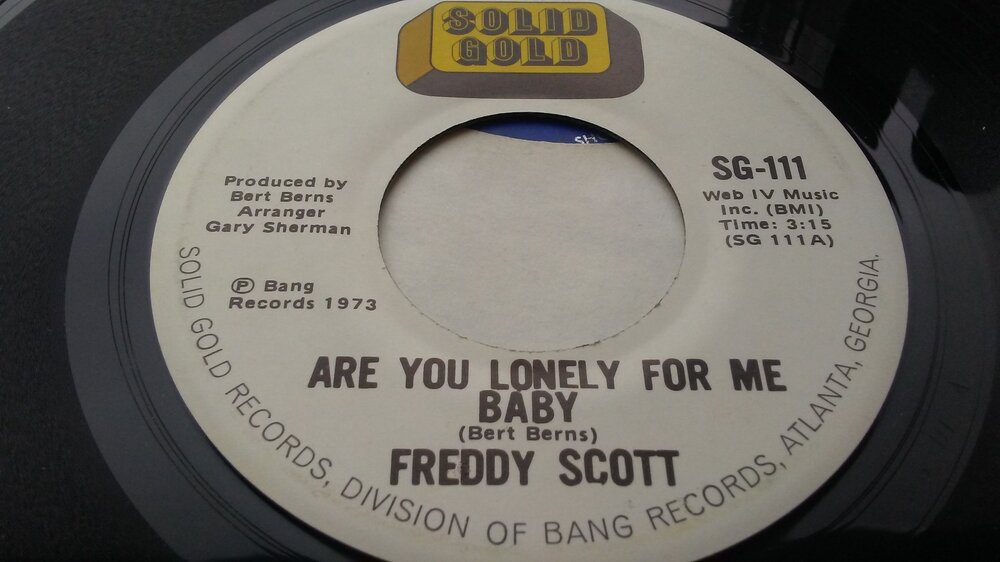 SOLID
GOLD
SH
Produced by
Bert Berns
Arranger
Gary Sherman
℗ Bang
Records 1973
SG-111
Web IV Music
Inc. (BMI)
Time: 3:15
(SG 111A)
ARE YOU LONELY FOR ME
BABY
(Bert Berns)
FREDDY SCOTT
SOLID GOLD RECORDS, DIVISION OF BANG RECORDS, ATLANTA, GEORGIA.